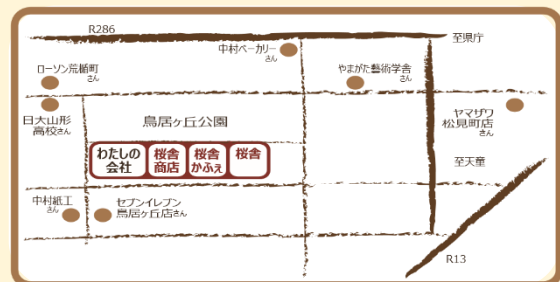 R286
至県庁
中村ベーカリー
さん
ローソン荒楯町
さん
やまがた藝術学舎
さん
日大山形
高校さん
鳥居ヶ丘公園
ヤマザワ
松見町店
さん
わたしの
会社
桜舎
商店
桜舎
かふぇ
桜舎
至天童
中村紙工
さん
セブンイレブン
鳥居ヶ丘店さん
R13